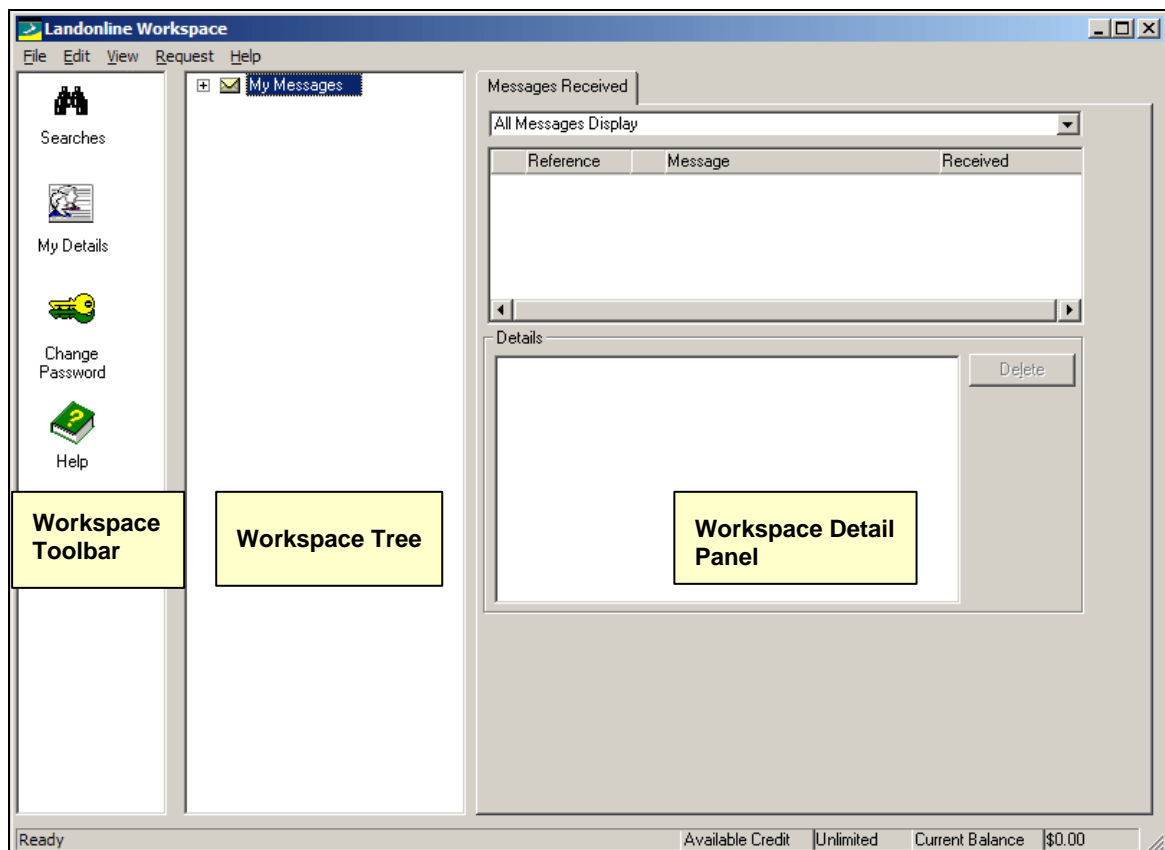 Landonline Workspace
File Edit View Request Help
Searches
My Details
Change
Password
Help
Workspace
Toolbar
My Messages
Workspace Tree
Messages Received
All Messages Display
Reference Message Received
Details
Delete
Workspace Detail
Panel
Ready Available Credit Unlimited Current Balance $0.00